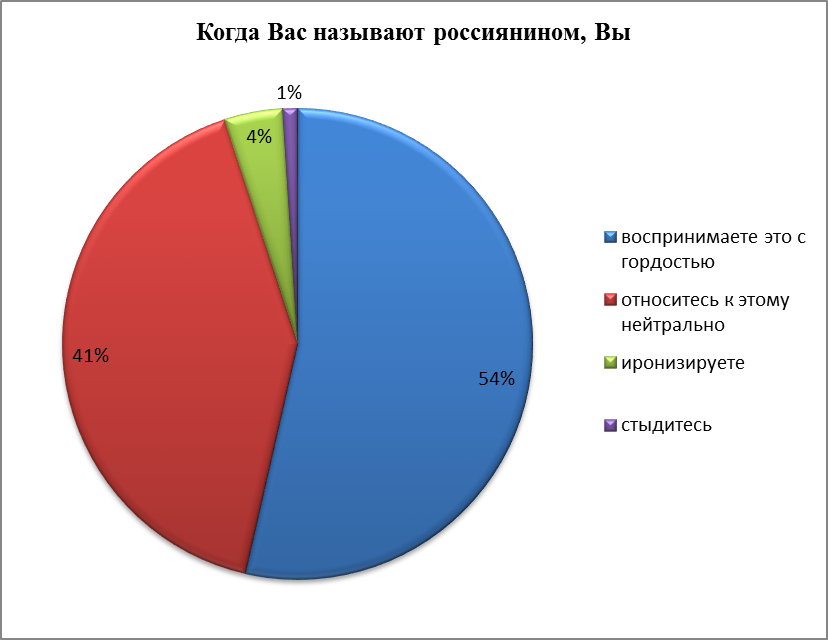 Когда Вас называют россиянином, Вы
1%
4%
41%
54%
воспринимаете это с
гордостью
относитесь к этому
нейтрально
иронизируете
стыдитесь